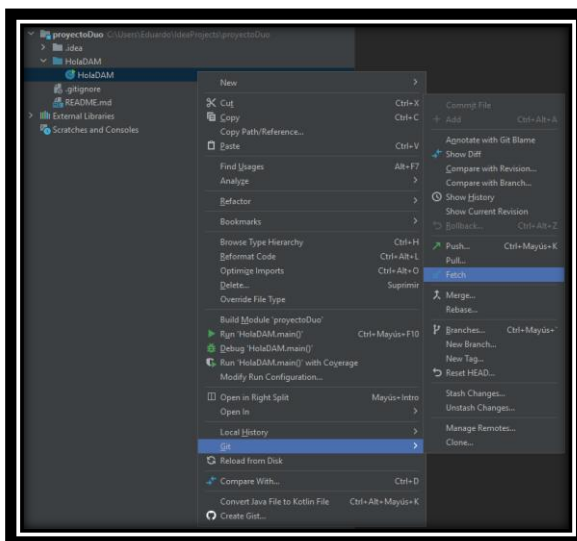 proyectoDuo C:\Users\Eduardo\IdeaProjects\proyectoDuo
.idea
HolaDAM
HolaDAM
.gitignore
README.md
External Libraries
Scratches and Consoles
New
Cut Ctrl+X
Copy Ctrl+C
Copy Path/Reference...
Paste Ctrl+V
Find Usages Alt+F7
Analyze
Refactor
Bookmarks
Browse Type Hierarchy Ctrl+H
Reformat Code Ctrl+Alt+L
Optimize Imports Ctrl+Alt+O
Delete... Suprimir
Override File Type
Build Module 'proyectoDuo'
Run 'HolaDAM.main()' Ctrl+Mayús+F10
Debug 'HolaDAM.main()'
Run 'HolaDAM.main()' with Coverage
Modify Run Configuration...
Open in Right Split Mayús+Intro
Open In
Local History
Git
Reload from Disk
Compare With... Ctrl+D
Convert Java File to Kotlin File Ctrl+Alt+Mayús+K
Create Gist...
Commit File
Add Ctrl+Alt+A
Annotate with Git Blame
Show Diff
Compare with Revision...
Compare with Branch...
Show History
Show Current Revision
Rollback... Ctrl+Alt+Z
Push... Ctrl+Mayús+K
Pull...
Fetch
Merge...
Rebase...
Branches... Ctrl+Mayús+`
New Branch...
New Tag...
Reset HEAD...
Stash Changes...
Unstash Changes...
Manage Remotes...
Clone...